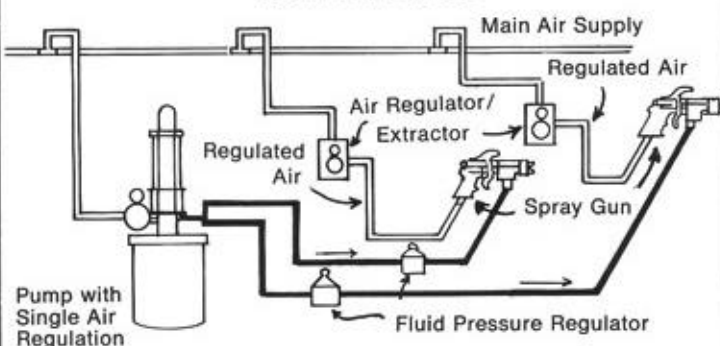 Main Air Supply
Regulated Air
Air Regulator/
Extractor
Regulated
Air
Spray Gun
Pump with
Single Air
Regulation
Fluid Pressure Regulator